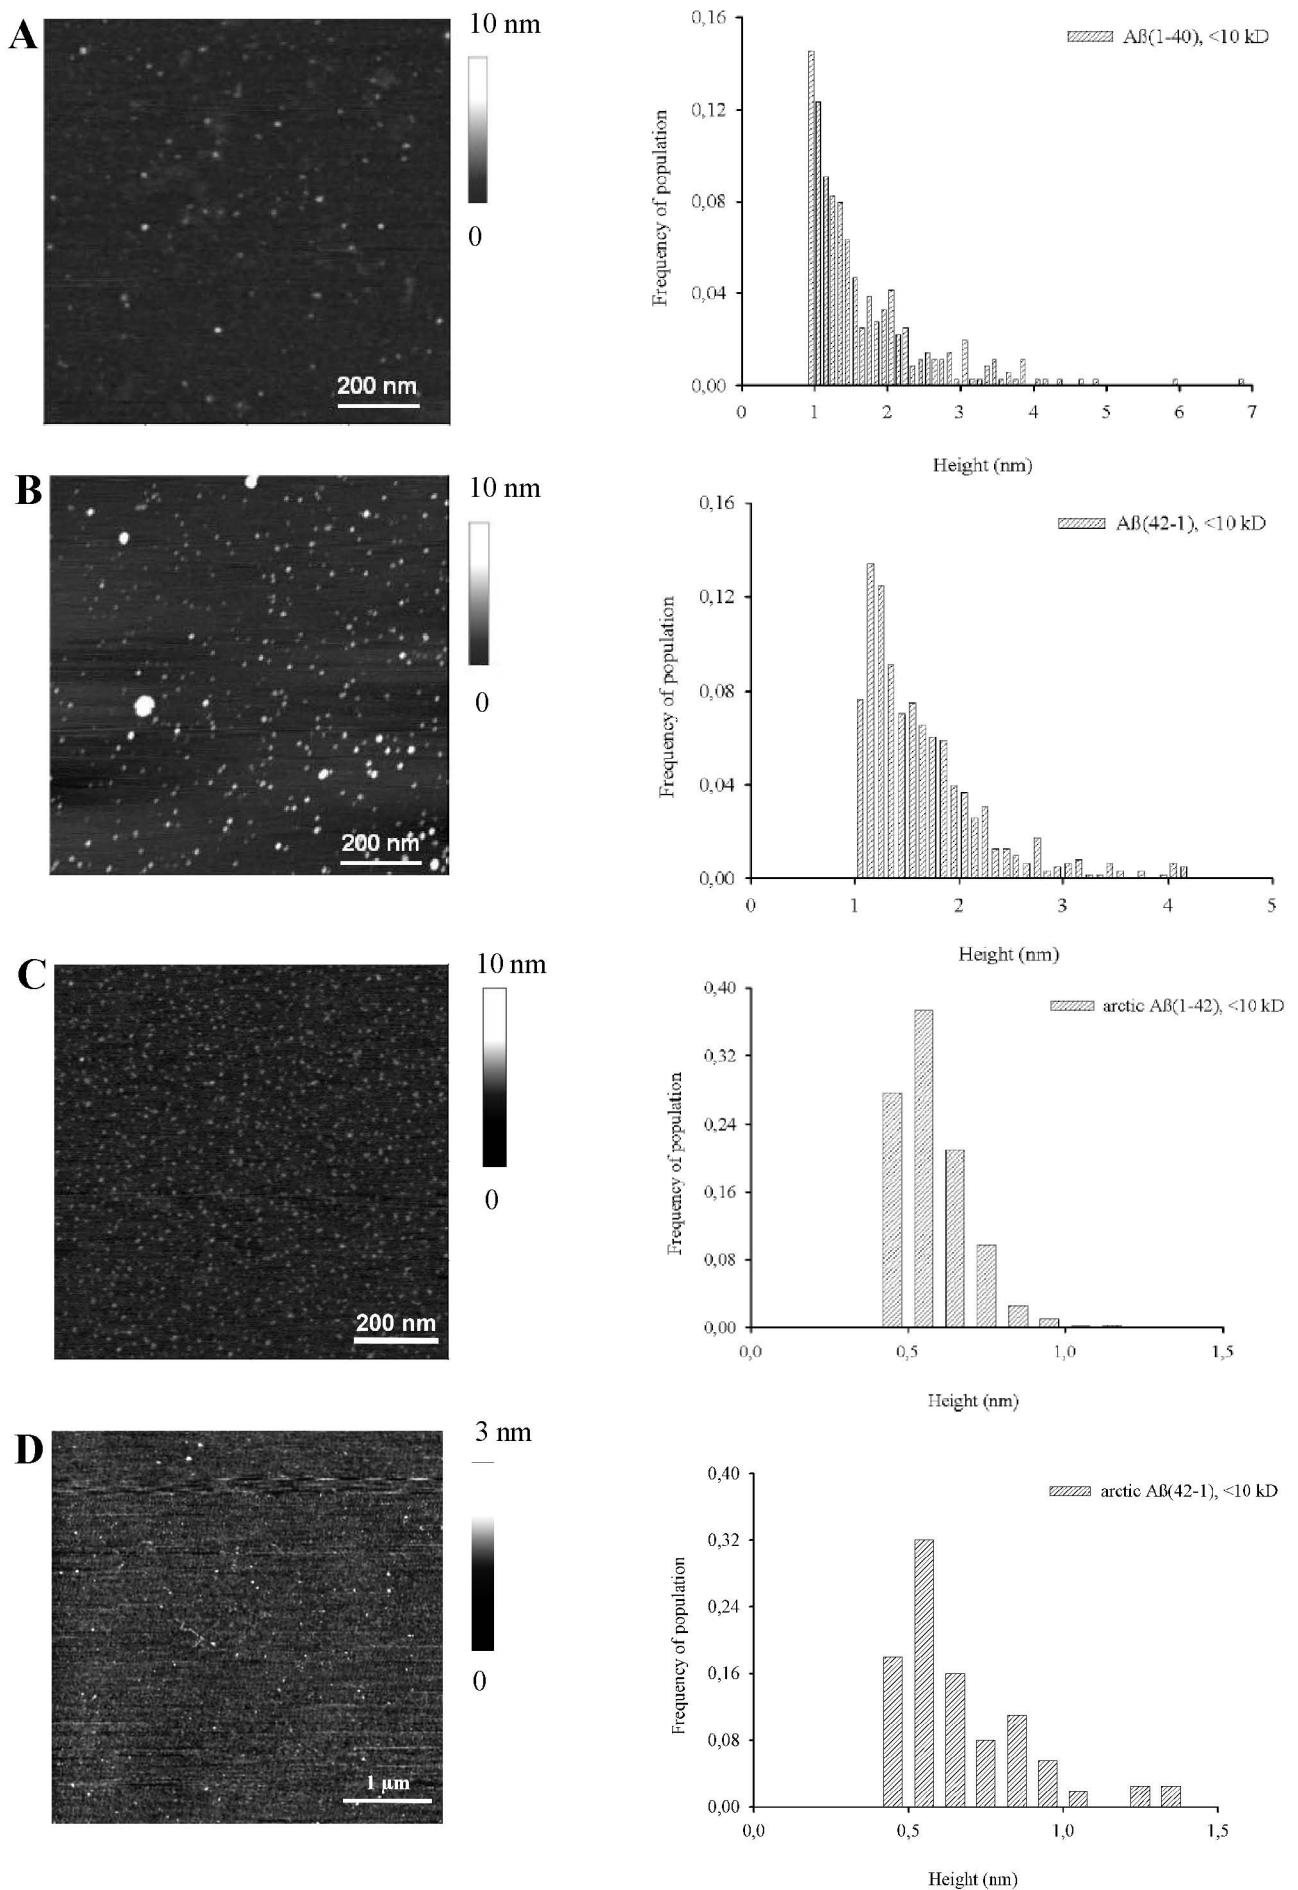 A
10 nm
0
200 nm
0,16
0,12
0,08
0,04
0,00
Frequency of population
Aß(1-40), <10 kD
0 1 2 3 4 5 6 7
Height (nm)
B
10 nm
0
200 nm
0,16
0,12
0,08
0,04
0,00
Frequency of population
Aß(42-1), <10 kD
0 1 2 3 4 5
Height (nm)
C
10 nm
0
200 nm
0,40
0,32
0,24
0,16
0,08
0,00
Frequency of population
arctic Aß(1-42), <10 kD
0,0 0,5 1,0 1,5
Height (nm)
D
3 nm
0
1 µm
0,40
0,32
0,24
0,16
0,08
0,00
Frequency of population
arctic Aß(42-1), <10 kD
0,0 0,5 1,0 1,5
Height (nm)